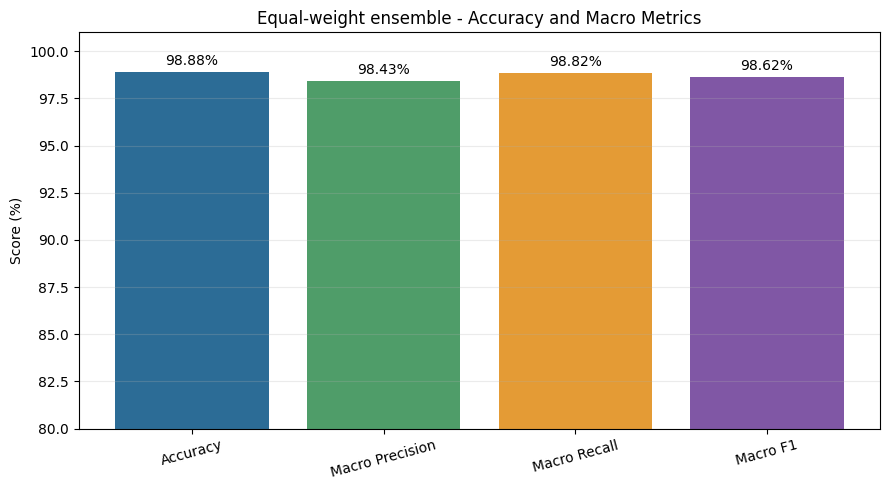 Equal-weight ensemble - Accuracy and Macro Metrics
Score (%)
100.0
97.5
95.0
92.5
90.0
87.5
85.0
82.5
80.0
98.88%
98.43%
98.82%
98.62%
Accuracy
Macro Precision
Macro Recall
Macro F1